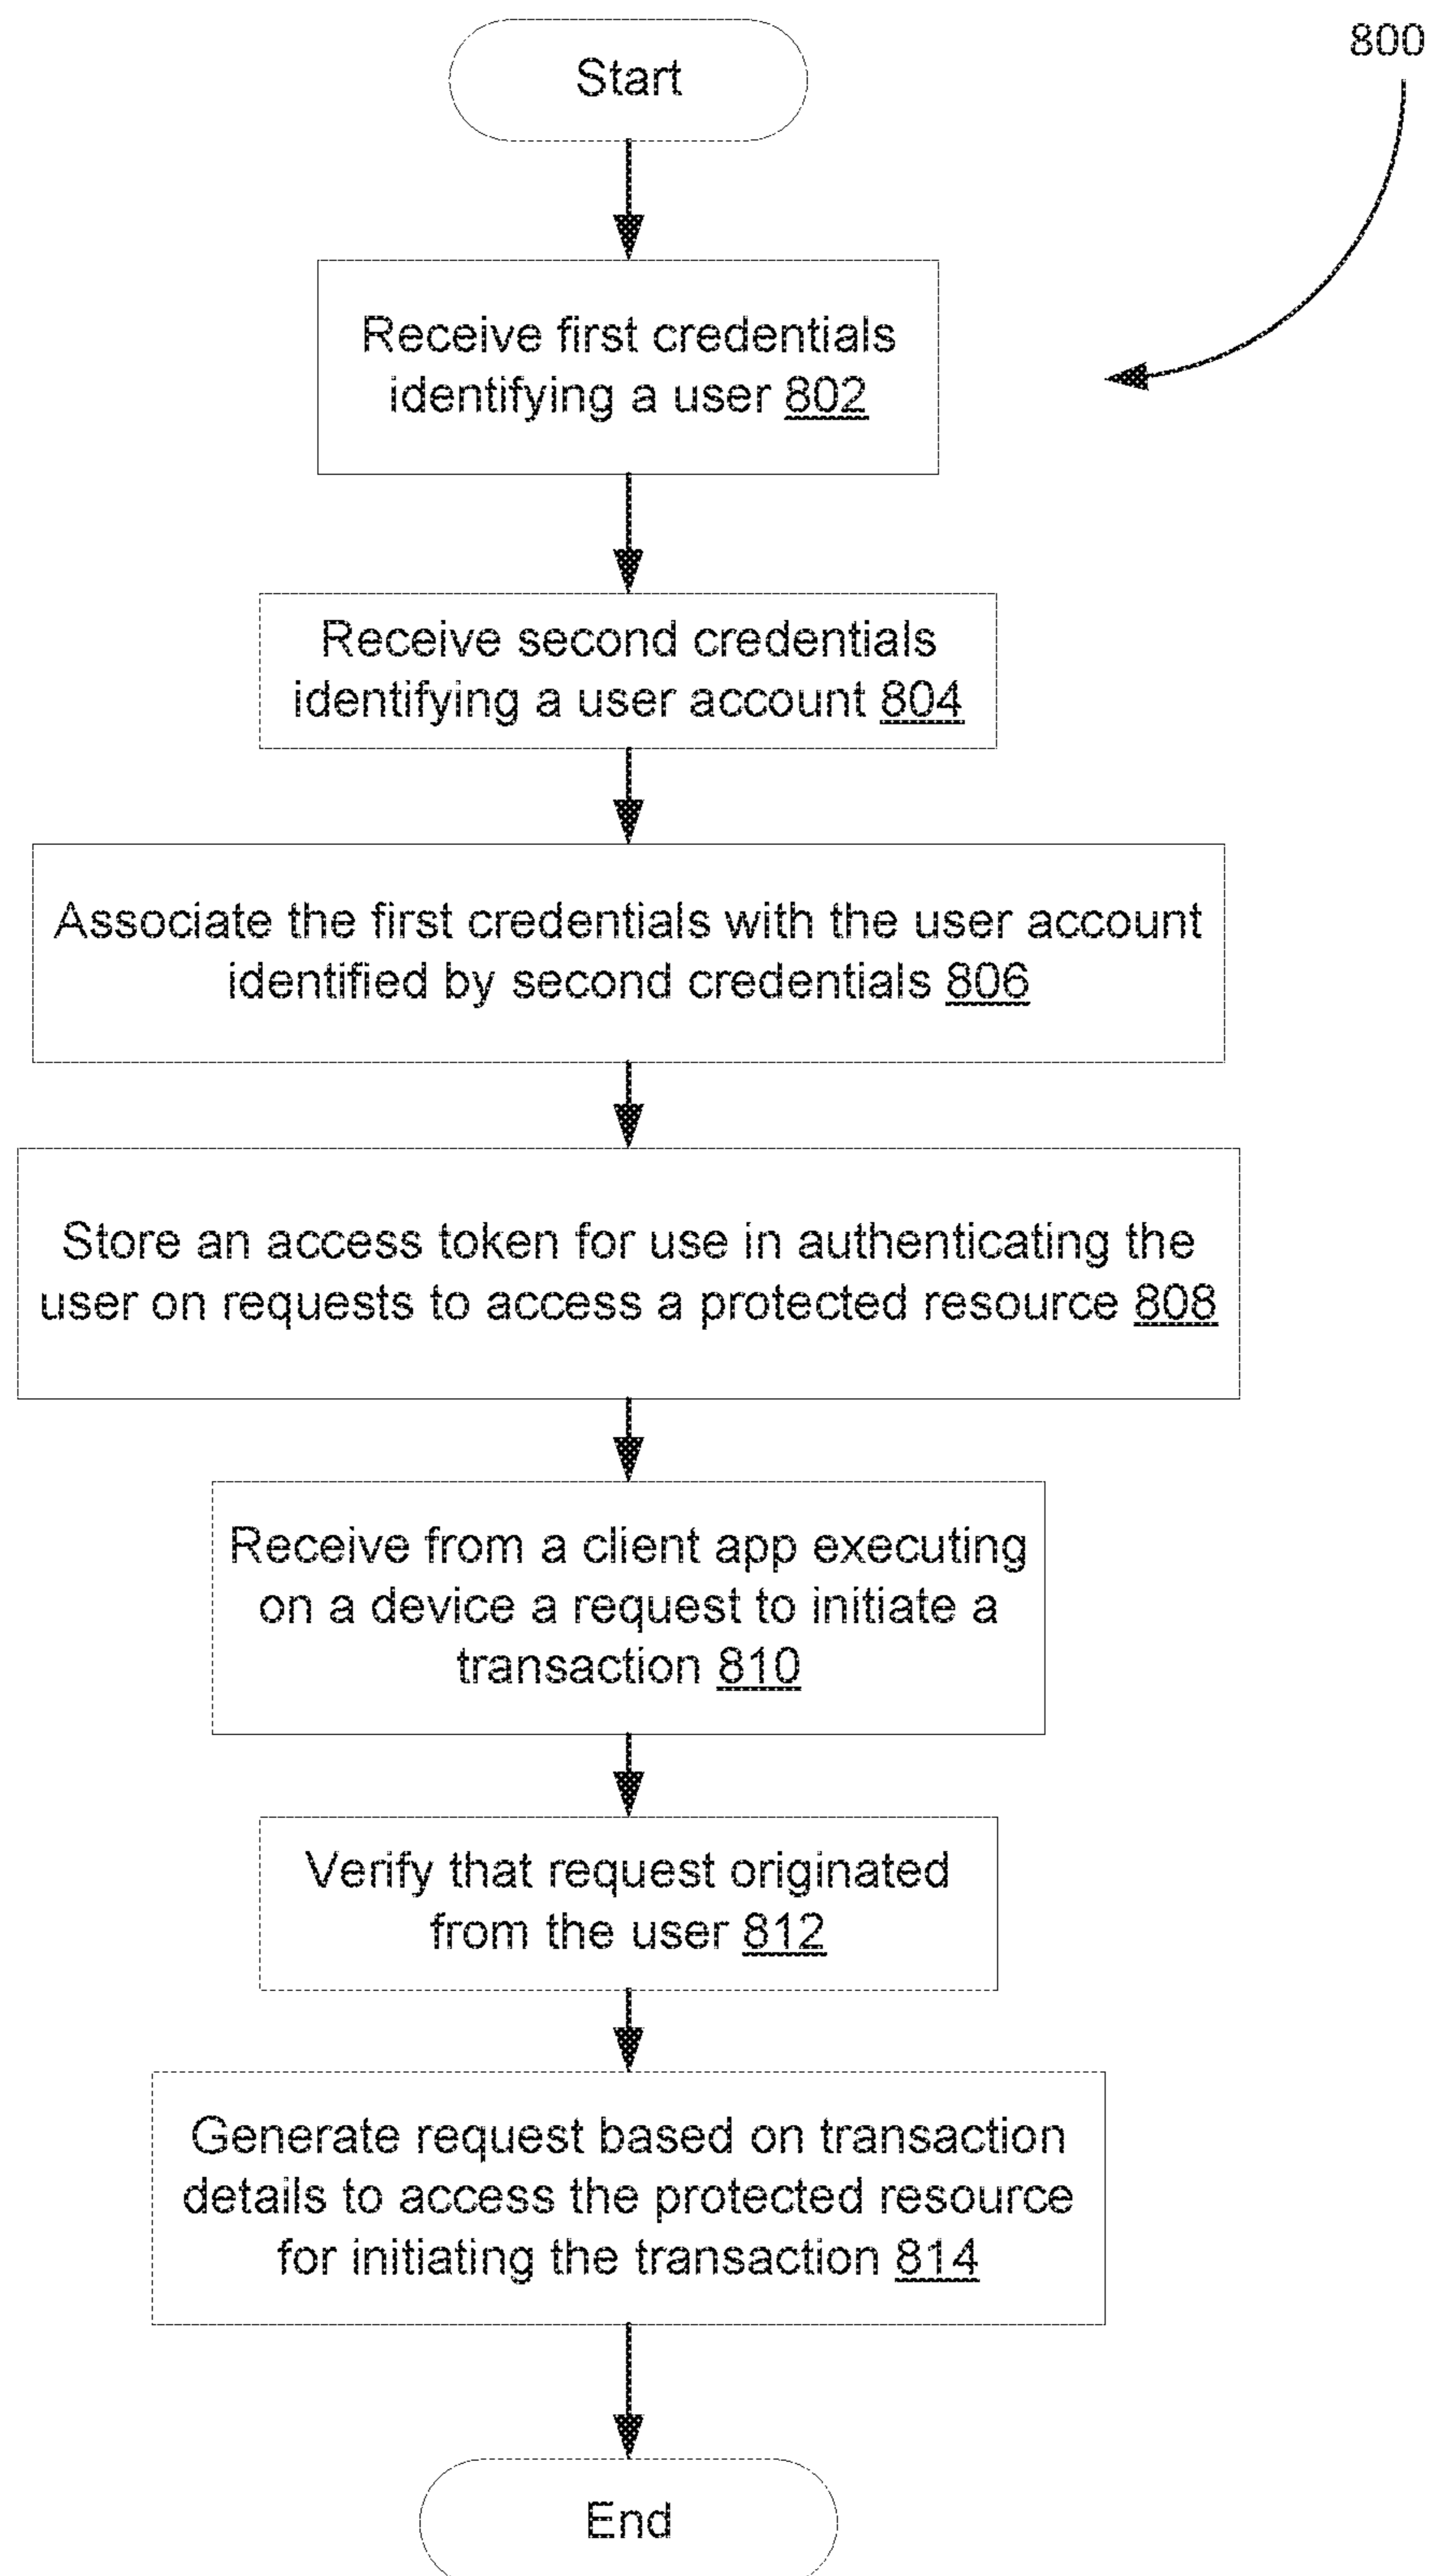 800
Start
Receive first credentials
identifying a user 802
Receive second credentials
identifying a user account 804
Associate the first credentials with the user account
identified by second credentials 806
Store an access token for use in authenticating the
user on requests to access a protected resource 808
Receive from a client app executing
on a device a request to initiate a
transaction 810
Verify that request originated
from the user 812
Generate request based on transaction
details to access the protected resource
for initiating the transaction 814
End